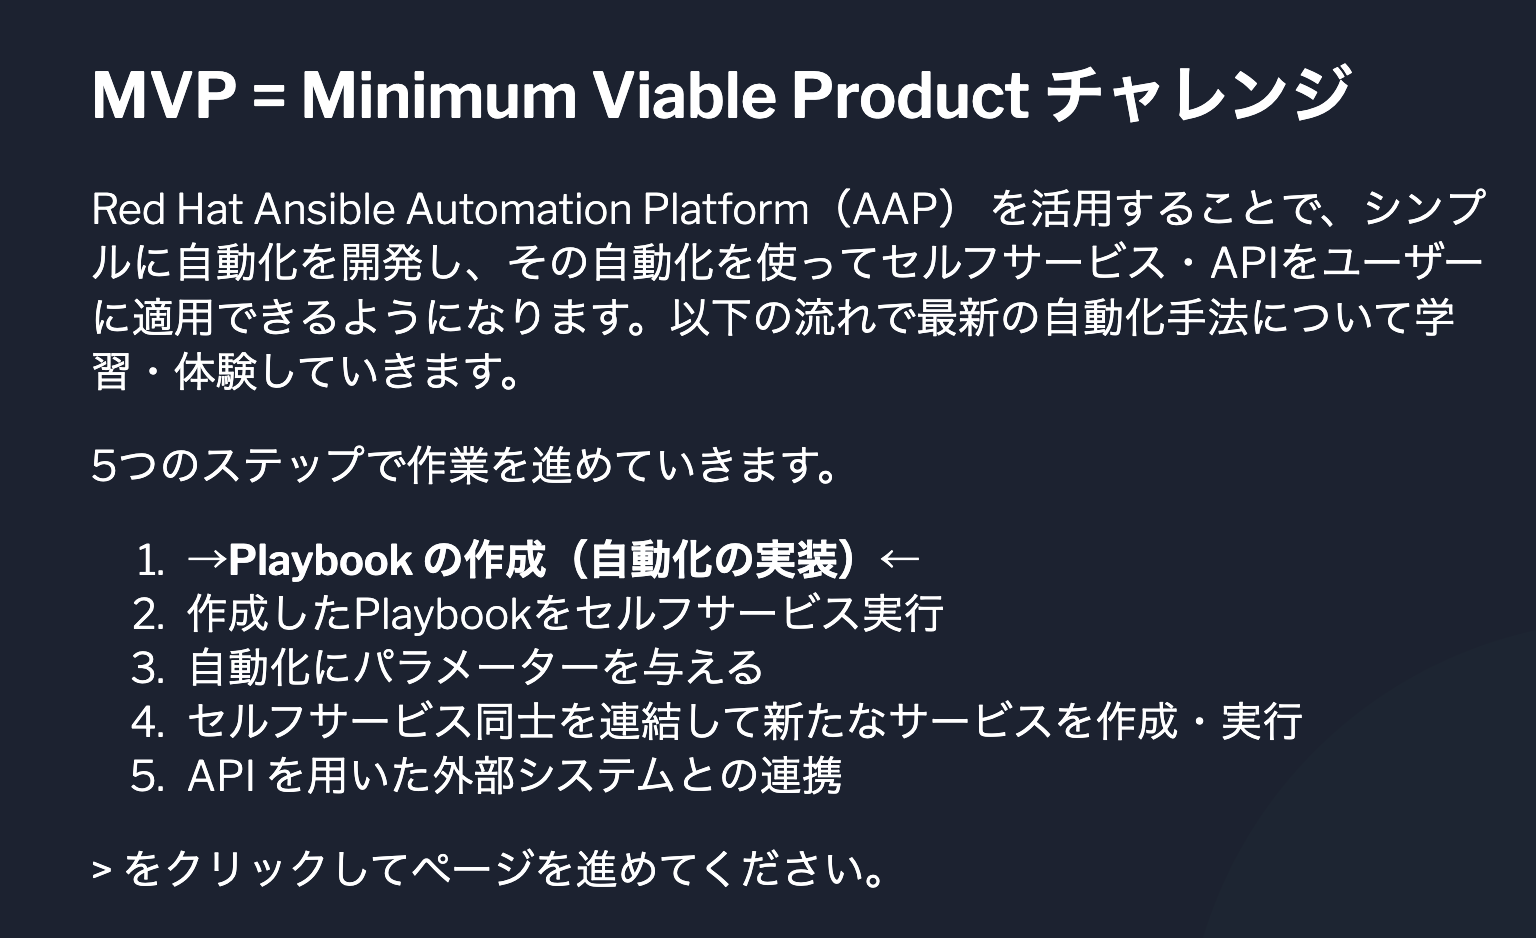 MVP = Minimum Viable Product チャレンジ
Red Hat Ansible Automation Platform（AAP） を活用することで、シンプ
ルに自動化を開発し、その自動化を使ってセルフサービス・APIをユーザー
に適用できるようになります。以下の流れで最新の自動化手法について学
習・体験していきます。
5つのステップで作業を進めていきます。
1. →Playbook の作成（自動化の実装）←
2. 作成したPlaybookをセルフサービス実行
3. 自動化にパラメーターを与える
4. セルフサービス同士を連結して新たなサービスを作成・実行
5. API を用いた外部システムとの連携
> をクリックしてページを進めてください。